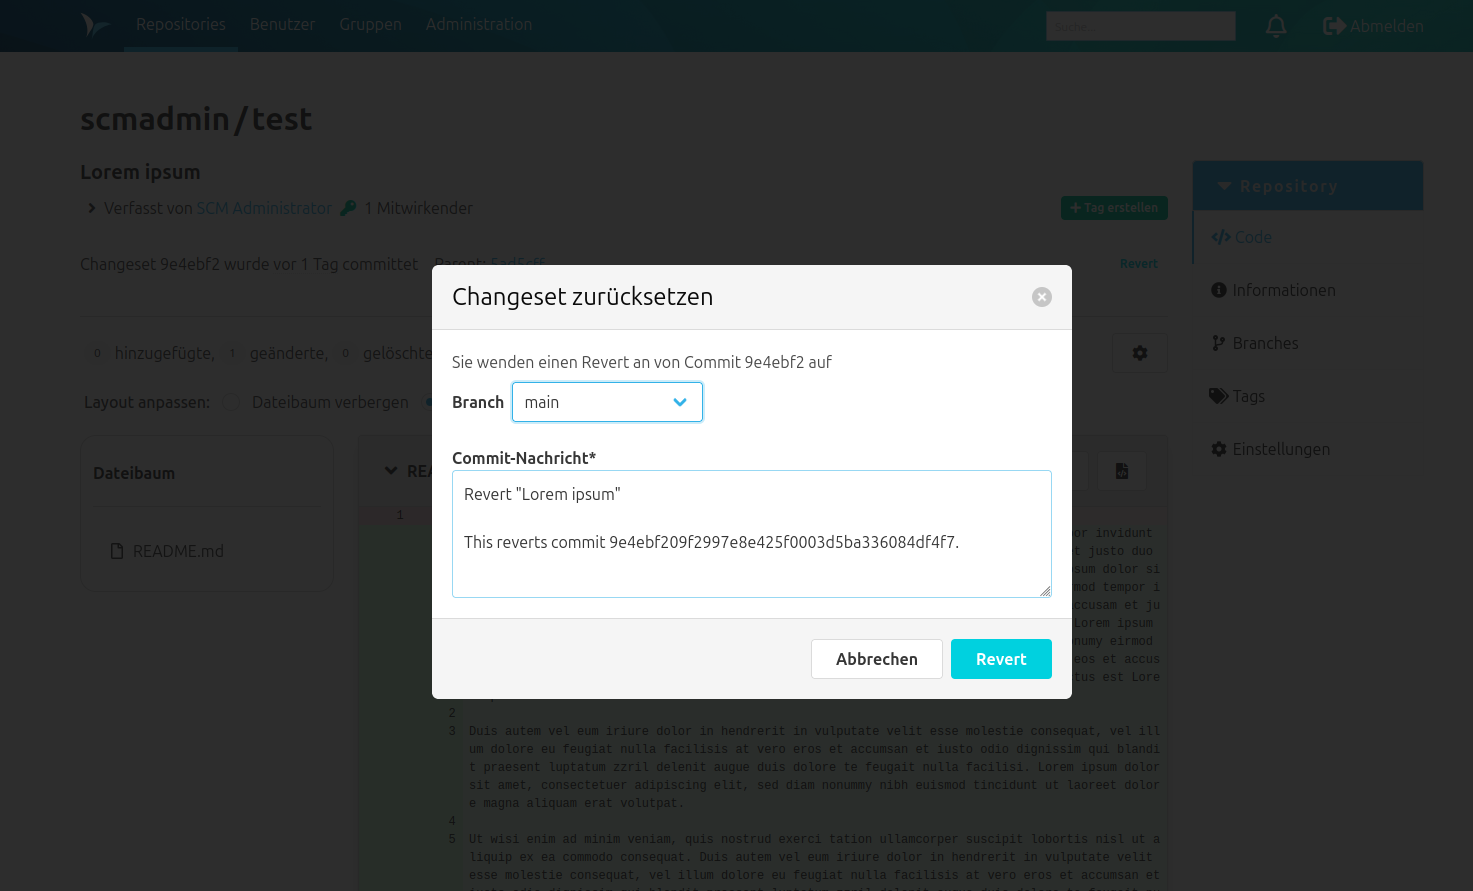 Repositories Benutzer Gruppen Administration Suche... Abmelden
scmadmin/test
Lorem ipsum
Verfasst von SCM Administrator 1 Mitwirkender
Tag erstellen
Changeset 9e4ebf2 wurde vor 1 Tag committet
Revert
0 hinzugefügte, 1 geänderte, 0 gelöschte
Layout anpassen: Dateibaum verbergen
Dateibaum
README.md
Changeset zurücksetzen
Sie wenden einen Revert an von Commit 9e4ebf2 auf
Branch main
Commit-Nachricht*
Revert "Lorem ipsum"
This reverts commit 9e4ebf209f2997e8e425f0003d5ba336084df4f7.
Abbrechen Revert
Repository
Code
Informationen
Branches
Tags
Einstellungen
1
invidunt
t justo duo
psum dolor si
mod tempor i
ccusam et ju
Lorem ipsum
numy eirmod
eos et accus
tus est Lore
2
3 Duis autem vel eum iriure dolor in hendrerit in vulputate velit esse molestie consequat, vel ill
um dolore eu feugiat nulla facilisis at vero eros et accumsan et iusto odio dignissim qui blandi
t praesent luptatum zzril delenit augue duis dolore te feugait nulla facilisi. Lorem ipsum dolor
sit amet, consectetuer adipiscing elit, sed diam nonummy nibh euismod tincidunt ut laoreet dolor
e magna aliquam erat volutpat.
4
5 Ut wisi enim ad minim veniam, quis nostrud exerci tation ullamcorper suscipit lobortis nisl ut a
liquip ex ea commodo consequat. Duis autem vel eum iriure dolor in hendrerit in vulputate velit
esse molestie consequat, vel illum dolore eu feugiat nulla facilisis at vero eros et accumsan et